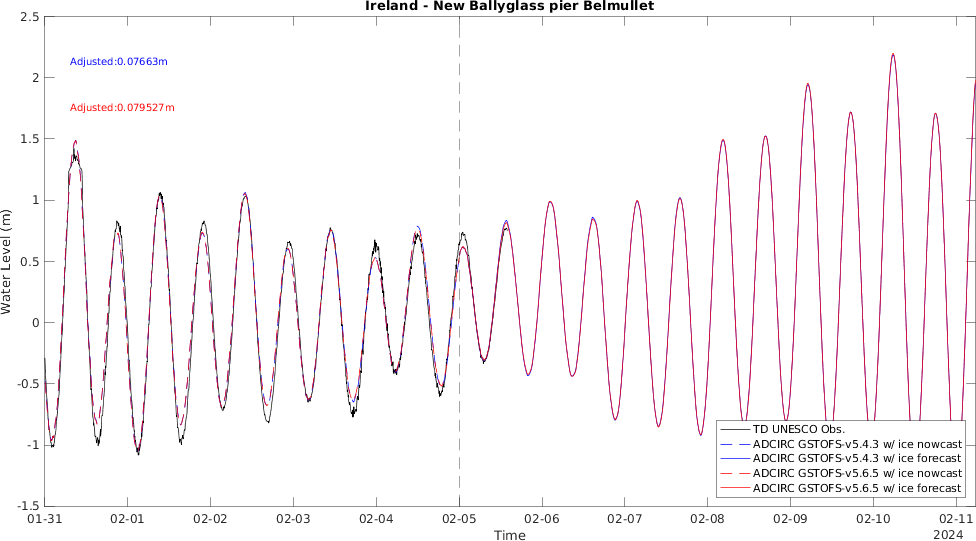 Ireland - New Ballyglass pier Belmullet
2.5
2
1.5
1
0.5
0
-0.5
-1
-1.5
Water Level (m)
Adjusted:0.07663m
Adjusted:0.079527m
TD UNESCO Obs.
ADCIRC GSTOFS-v5.4.3 w/ ice nowcast
ADCIRC GSTOFS-v5.4.3 w/ ice forecast
ADCIRC GSTOFS-v5.6.5 w/ ice nowcast
ADCIRC GSTOFS-v5.6.5 w/ ice forecast
01-31 02-01 02-02 02-03 02-04 02-05 02-06 02-07 02-08 02-09 02-10 02-11
2024
Time